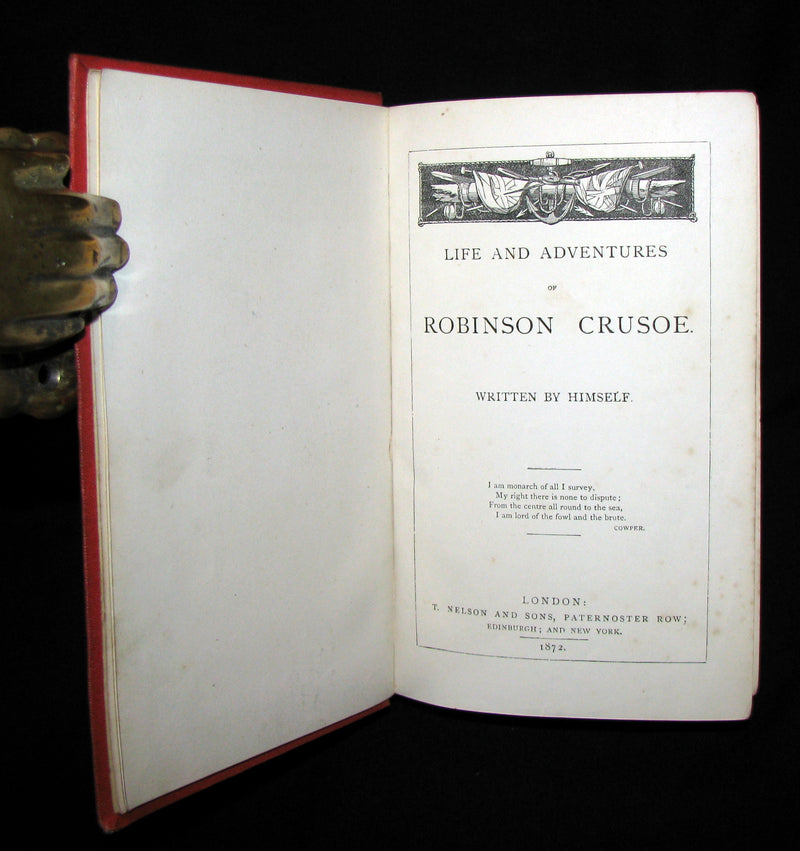 LIFE AND ADVENTURES
OF
ROBINSON CRUSOE.
WRITTEN BY HIMSELF.
I am monarch of all I survey,
My right there is none to dispute;
From the centre all round to the sea,
I am lord of the fowl and the brute.
COWPER.
LONDON:
T. NELSON AND SONS, PATERNOSTER ROW;
EDINBURGH; AND NEW YORK.
1872.